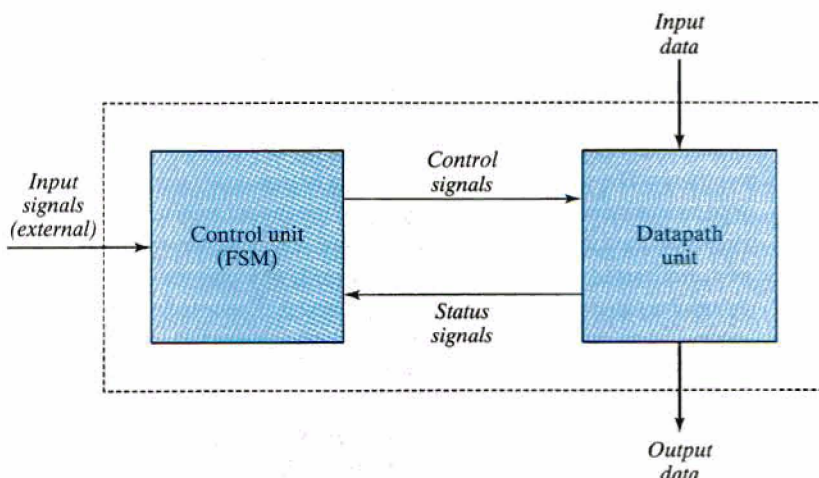 Input
data
Input
signals
(external)
Control unit
(FSM)
Control
signals
Status
signals
Datapath
unit
Output
data